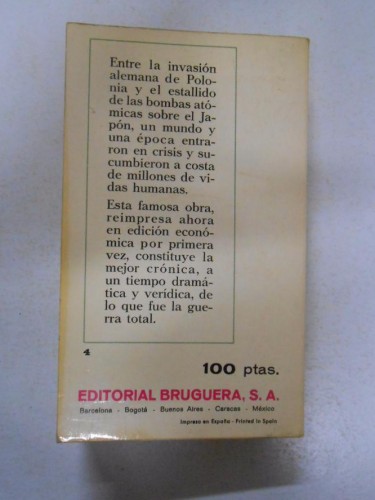 Entre la invasión
alemana de Polo-
nia y el estallido
de las bombas ató-
micas sobre el Ja-
pón, un mundo y
una época entra-
ron en crisis y su-
cumbieron a costa
de millones de vi-
das humanas.
Esta famosa obra,
reimpresa ahora
en edición econó-
mica por primera
vez, constituye la
mejor crónica, a
un tiempo dramá-
tica y verídica, de
lo que fue la gue-
rra total.
4
100 ptas.
EDITORIAL BRUGUERA, S. A.
Barcelona - Bogotá - Buenos Aires - Caracas - México
Impreso en España - Printed in Spain